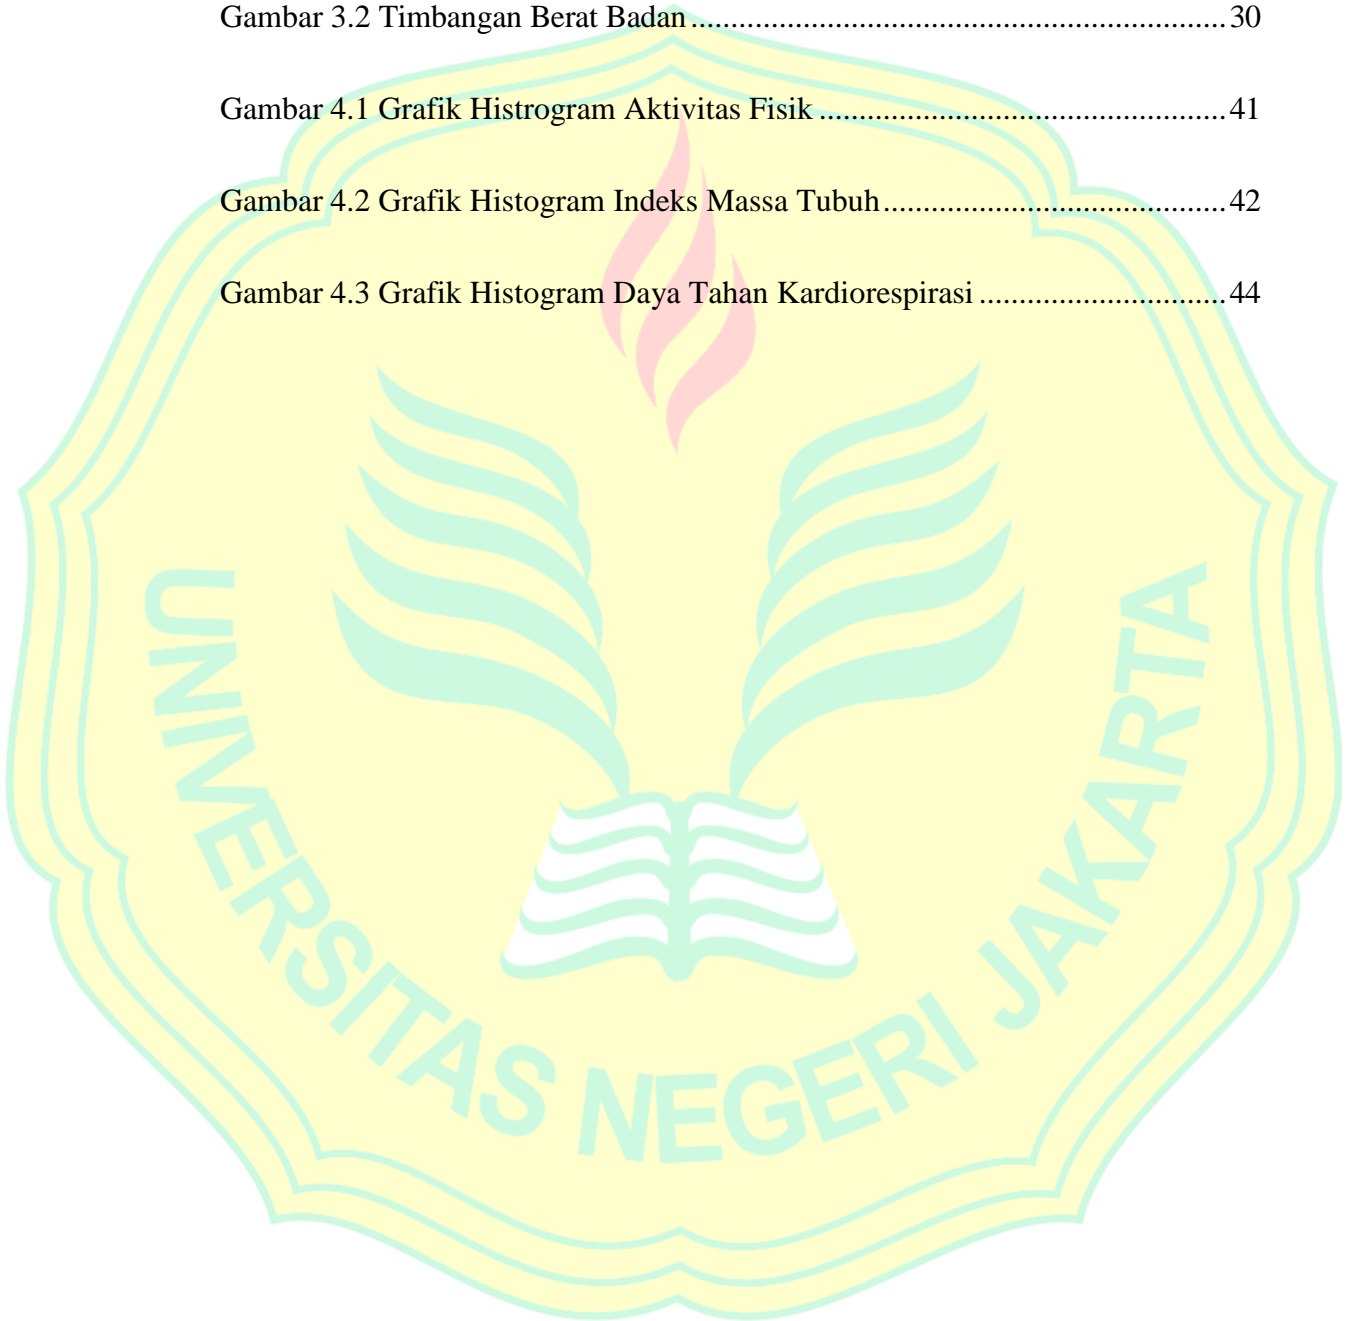 Gambar 3.2 Timbangan Berat Badan.................................................................. 30
Gambar 4.1 Grafik Histrogram Aktivitas Fisik .................................................. 41
Gambar 4.2 Grafik Histogram Indeks Massa Tubuh.......................................... 42
Gambar 4.3 Grafik Histogram Daya Tahan Kardiorespirasi .............................. 44
UNIVERSITAS NEGERI JAKARTA